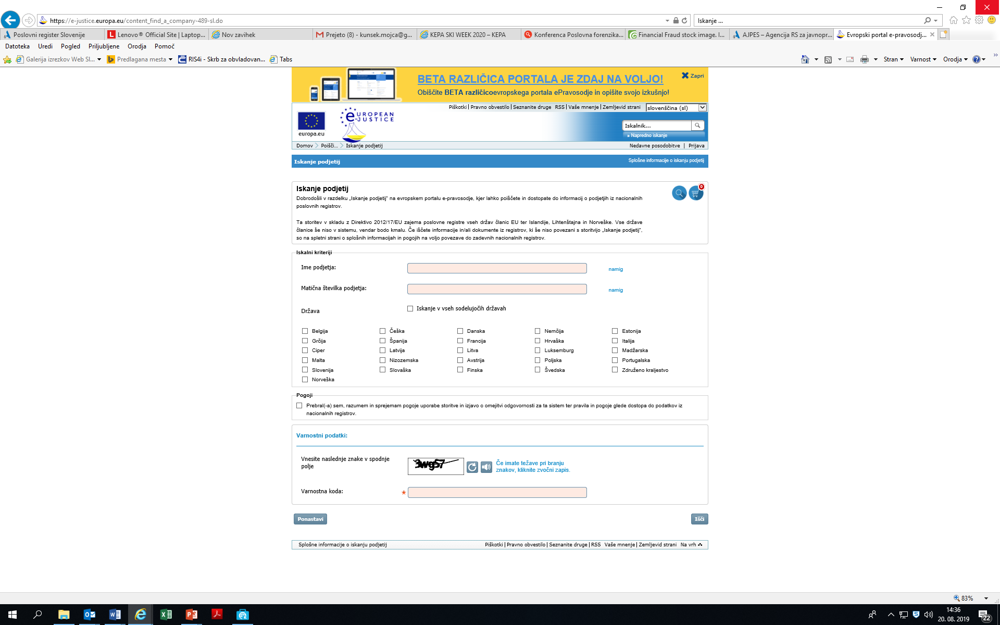 https://e-justice.europa.eu/content_find_a_company-489-sl.do
Iskanje ...
Poslovni register Slovenije
Lenovo® Official Site | Laptop...
Nov zavihek
Prejeto (8) - kunsek.mojca@g...
KEPA SKI WEEK 2020 – KEPA
Konferenca Poslovna forenzika...
Financial Fraud stock image. I...
AJPES – Agencija RS za javnopr...
Evropski portal e-pravosodj...
Datoteka Uredi Pogled Priljubljene Orodja Pomoč
Galerija izrezkov Web Sl... Predlagana mesta RIS4i - Skrb za obvladovan... Tabs
Stran Varnost Orodja
BETA RAZLIČICA PORTALA JE ZDAJ NA VOLJO!
Zapri
Obiščite BETA različicoevropskega portala ePravosodje in opišite svojo izkušnjo!
Piškotki | Pravno obvestilo | Seznanite druge RSS | Vaše mnenje | Zemljevid strani
slovenščina (sl)
europa.eu
EUROPEAN
e-JUSTICE
Iskalnik...
» Napredno iskanje
Domov Poišči... Iskanje podjetij
Nedavne posodobitve | Prijava
Iskanje podjetij
Splošne informacije o iskanju podjetij
Iskanje podjetij
0
Dobrodošli v razdelku „Iskanje podjetij“ na evropskem portalu e-pravosodje, kjer lahko poiščete in dostopate do informacij o podjetjih iz nacionalnih
poslovnih registrov.
Ta storitev v skladu z Direktivo 2012/17/EU zajema poslovne registre vseh držav članic EU ter Islandije, Lihtenštajna in Norveške. Vse države
članice še niso v sistemu, vendar bodo kmalu. Če iščete informacije in/ali dokumente iz registrov, ki še niso povezani s storitvijo „Iskanje podjetij“,
so na spletni strani o splošnih informacijah in pogojih na voljo povezave do zadevnih nacionalnih registrov.
Iskalni kriteriji
Ime podjetja:
namig
Matična številka podjetja:
namig
Država
Iskanje v vseh sodelujočih državah
Belgija Češka Danska Nemčija Estonija
Grčija Španija Francija Hrvaška Italija
Ciper Latvija Litva Luksemburg Madžarska
Malta Nizozemska Avstrija Poljska Portugalska
Slovenija Slovaška Finska Švedska Združeno kraljestvo
Norveška
Pogoji
Prebral(-a) sem, razumem in sprejemam pogoje uporabe storitve in izjavo o omejitvi odgovornosti za ta sistem ter pravila in pogoje glede dostopa do podatkov iz
nacionalnih registrov.
Varnostni podatki:
Vnesite naslednje znake v spodnje
polje
3wg57
Če imate težave pri branju
znakov, kliknite zvočni zapis.
Varnostna koda:
Ponastavi
Išči
Splošne informacije o iskanju podjetij
Piškotki | Pravno obvestilo | Seznanite druge | RSS Vaše mnenje | Zemljevid strani Na vrh
83%
14:36
20. 08. 2019
22